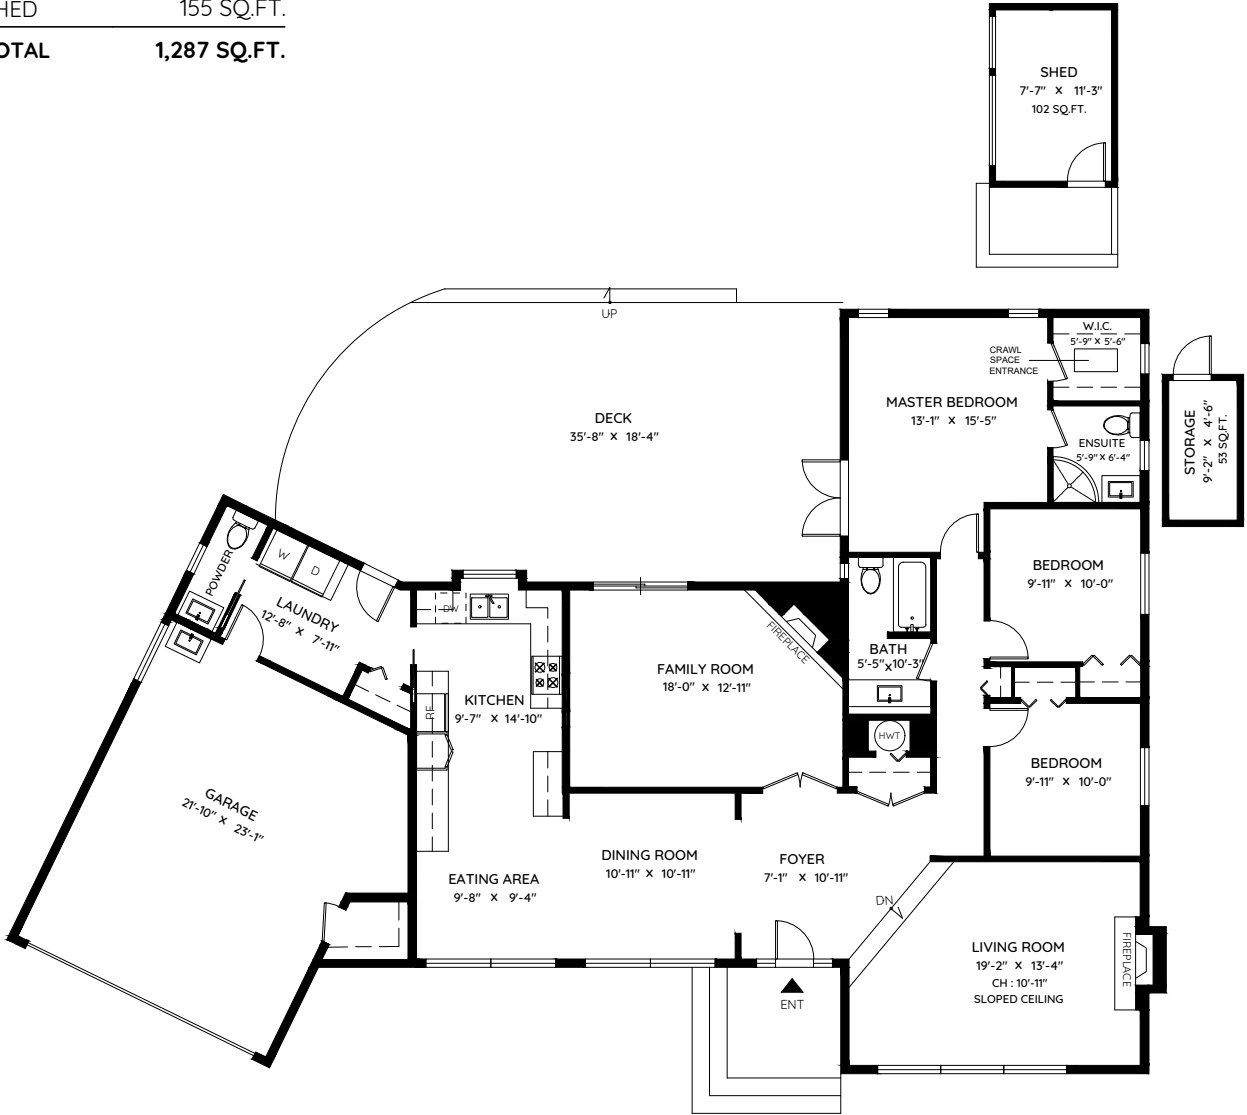 HED 155 SQ.FT.
OTAL 1,287 SQ.FT.
SHED
7'-7" X 11'-3"
102 SQ.FT.
UP
DECK
35'-8" X 18'-4"
W.I.C.
5'-9" X 5'-6"
CRAWL
SPACE
ENTRANCE
MASTER BEDROOM
13'-1" X 15'-5"
ENSUITE
5'-9" X 6'-4"
STORAGE
9'-2" X 4'-6"
53 SQ.FT.
POWDER
W
D
LAUNDRY
12'-8" X 7'-11"
DW
KITCHEN
9'-7" X 14'-10"
RF
FAMILY ROOM
18'-0" X 12'-11"
FIREPLACE
BATH
5'-5" X 10'-3"
HWT
BEDROOM
9'-11" X 10'-0"
BEDROOM
9'-11" X 10'-0"
GARAGE
21'-10" X 23'-1"
EATING AREA
9'-8" X 9'-4"
DINING ROOM
10'-11" X 10'-11"
FOYER
7'-1" X 10'-11"
DN
LIVING ROOM
19'-2" X 13'-4"
CH : 10'-11"
SLOPED CEILING
FIREPLACE
ENT